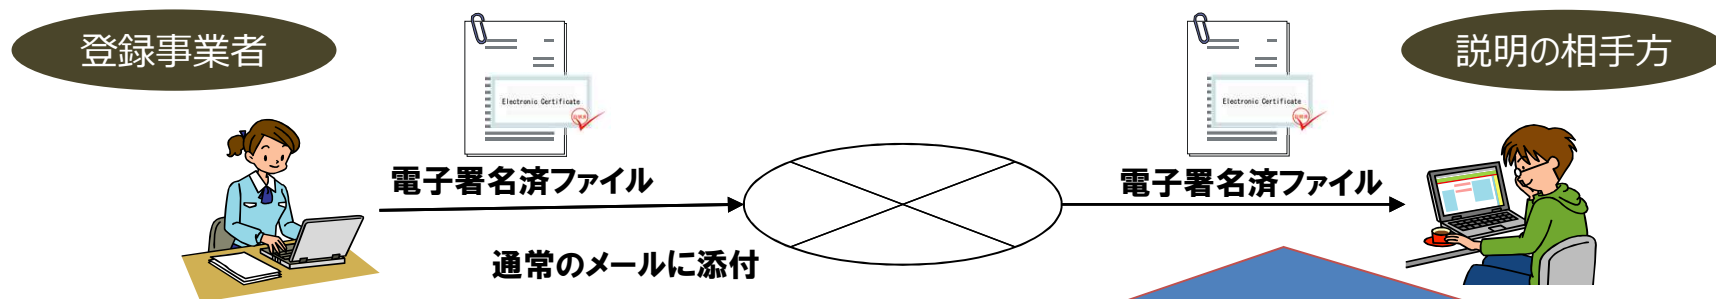 登録事業者
説明の相手方
Electronic Certificate
Electronic Certificate
電子署名済ファイル
電子署名済ファイル
通常のメールに添付